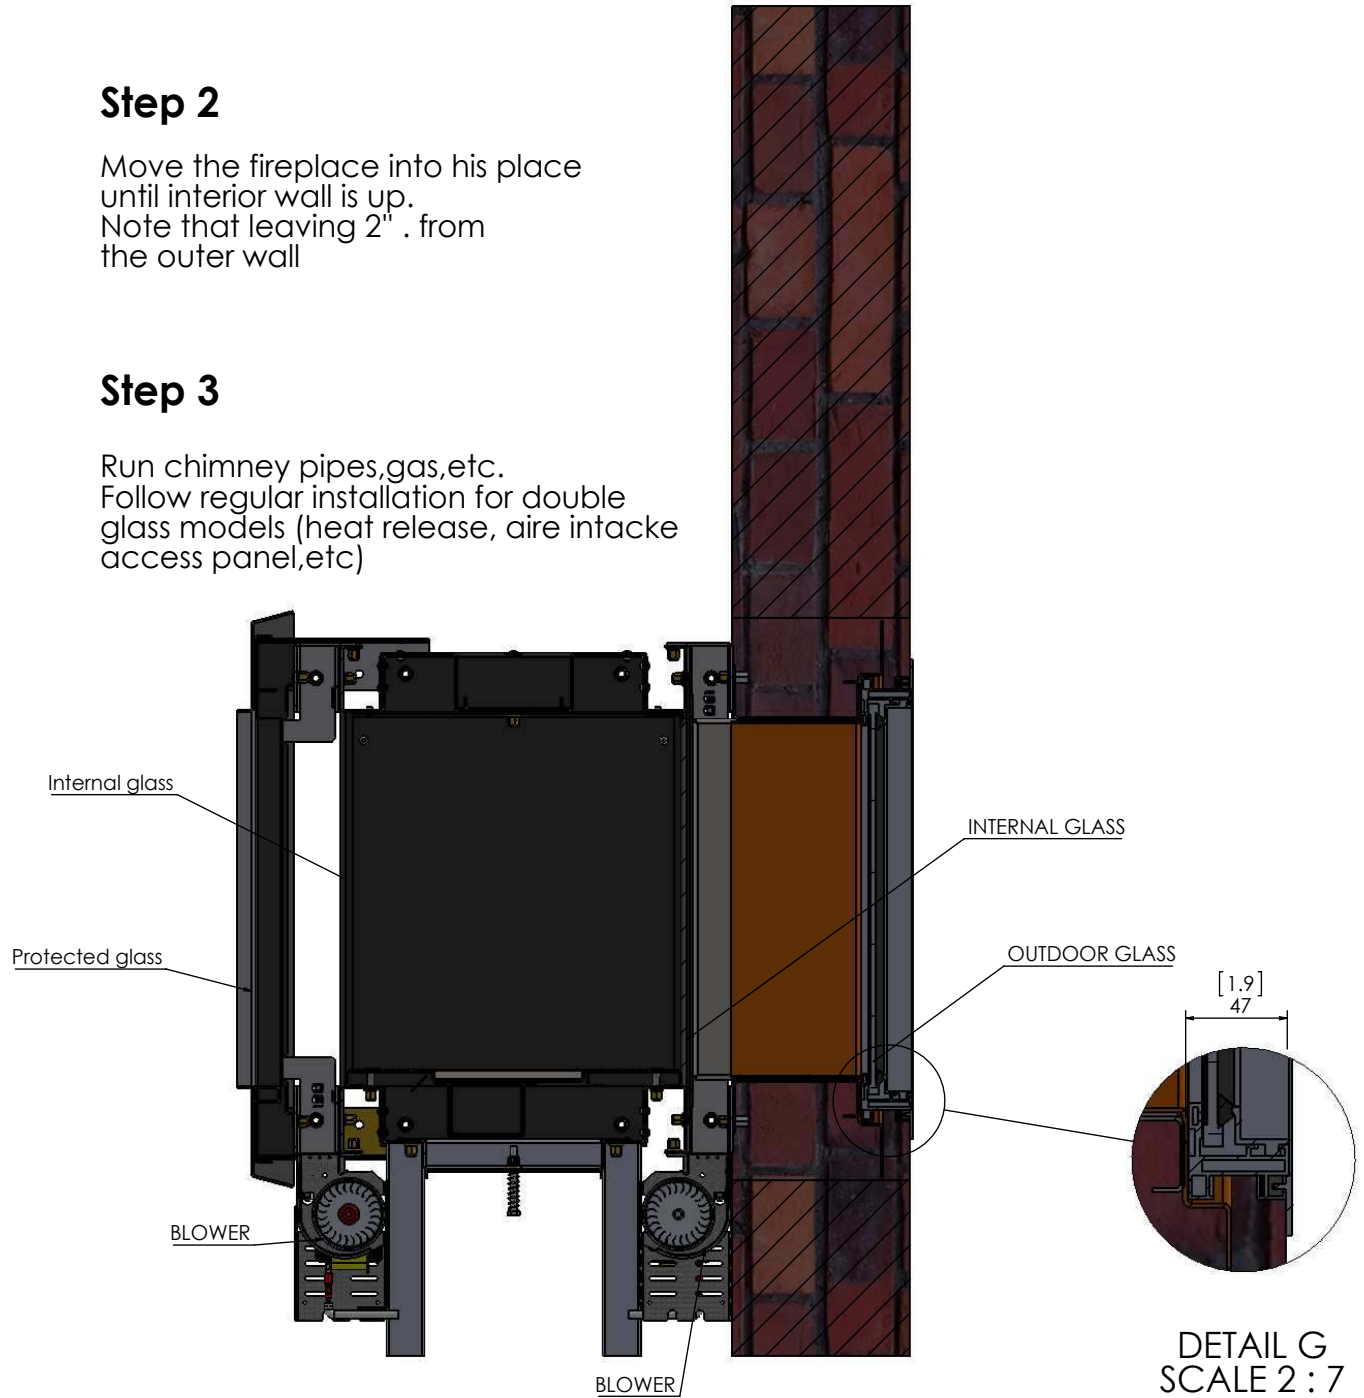 Step 2
Move the fireplace into his place
until interior wall is up.
Note that leaving 2" . from
the outer wall
Step 3
Run chimney pipes,gas,etc.
Follow regular installation for double
glass models (heat release, aire intacke
access panel,etc)
Internal glass
INTERNAL GLASS
Protected glass
OUTDOOR GLASS
[1.9]
47
BLOWER
BLOWER
DETAIL G
SCALE 2 : 7